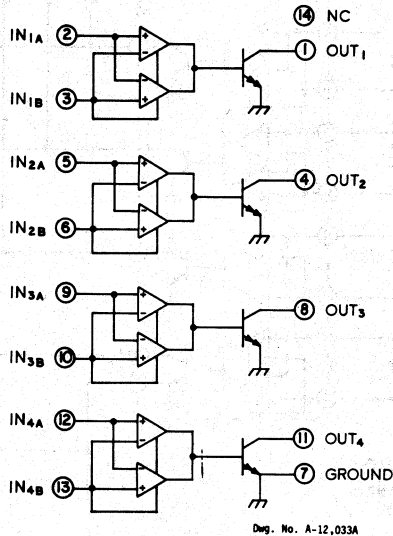 14 NC
IN1A 2 + − 1 OUT1
IN1B 3 − +
IN2A 5 + − 4 OUT2
IN2B 6 − +
IN3A 9 + − 8 OUT3
IN3B 10 − +
IN4A 12 + − 11 OUT4
7 GROUND
IN4B 13 − +
Dwg. No. A-12,033A